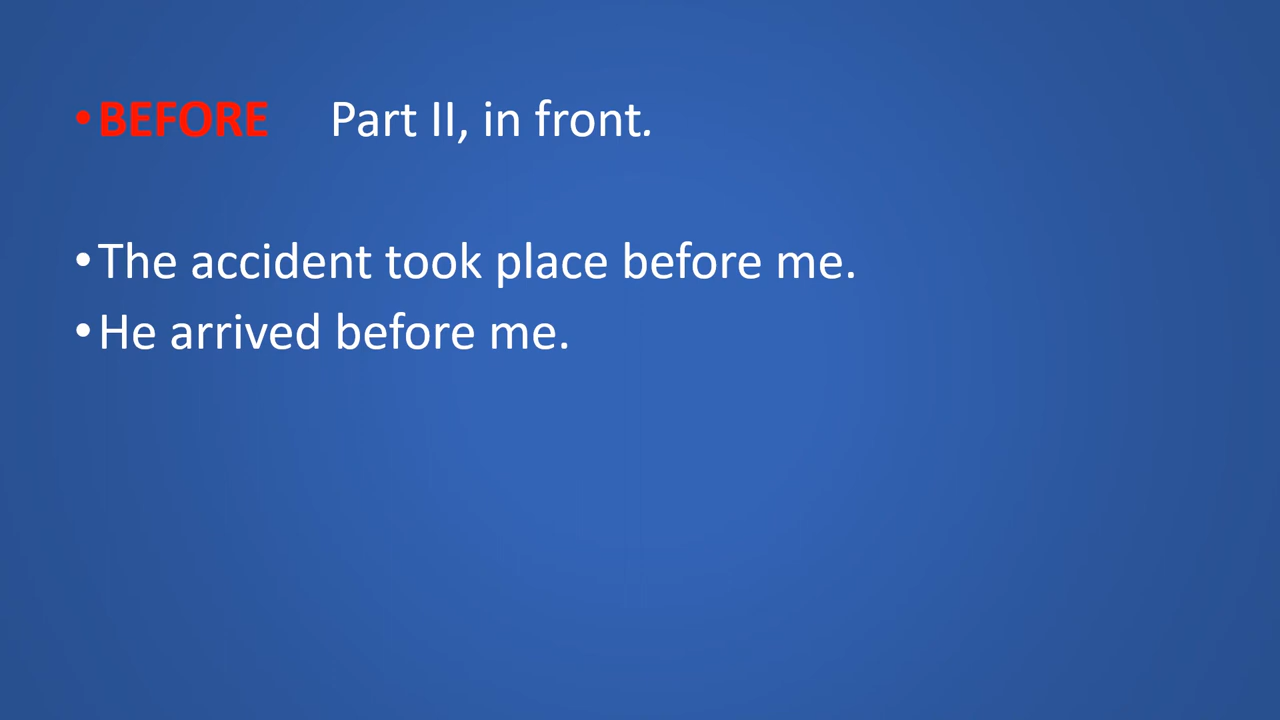 •BEFORE Part II, in front.
•The accident took place before me.
•He arrived before me.